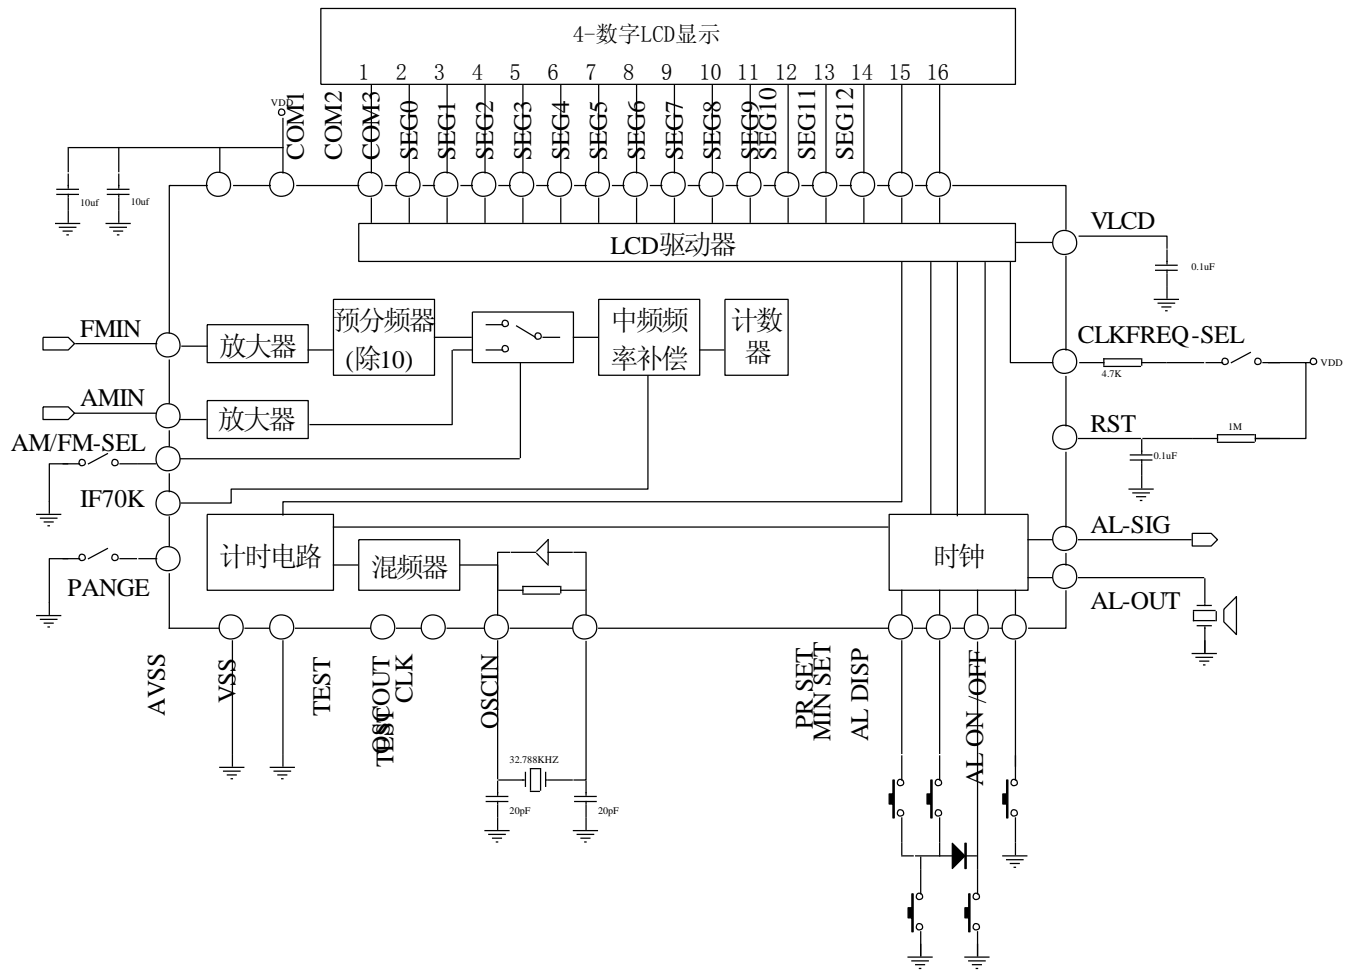 4-数字LCD显示
1 2 3 4 5 6 7 8 9 10 11 12 13 14 15 16
VDD
COM1
COM2
COM3
SEG0
SEG1
SEG2
SEG3
SEG4
SEG5
SEG6
SEG7
SEG8
SEG9
SEG10
SEG11
SEG12
10uf
10uf
LCD驱动器
VLCD
0.1uF
FMIN
放大器
预分频器
(除10)
中频频
率补偿
计数
器
CLKFREQ-SEL
4.7K
VDD
AMIN
放大器
RST
1M
0.1uF
AM/FM-SEL
IF70K
AL-SIG
计时电路
混频器
时钟
PANGE
AL-OUT
AVSS
VSS
TEST
OSCOUT
TEST
CLK
OSCIN
PR SET
MIN SET
AL DISP
AL ON /OFF
32.788KHZ
20pF
20pF